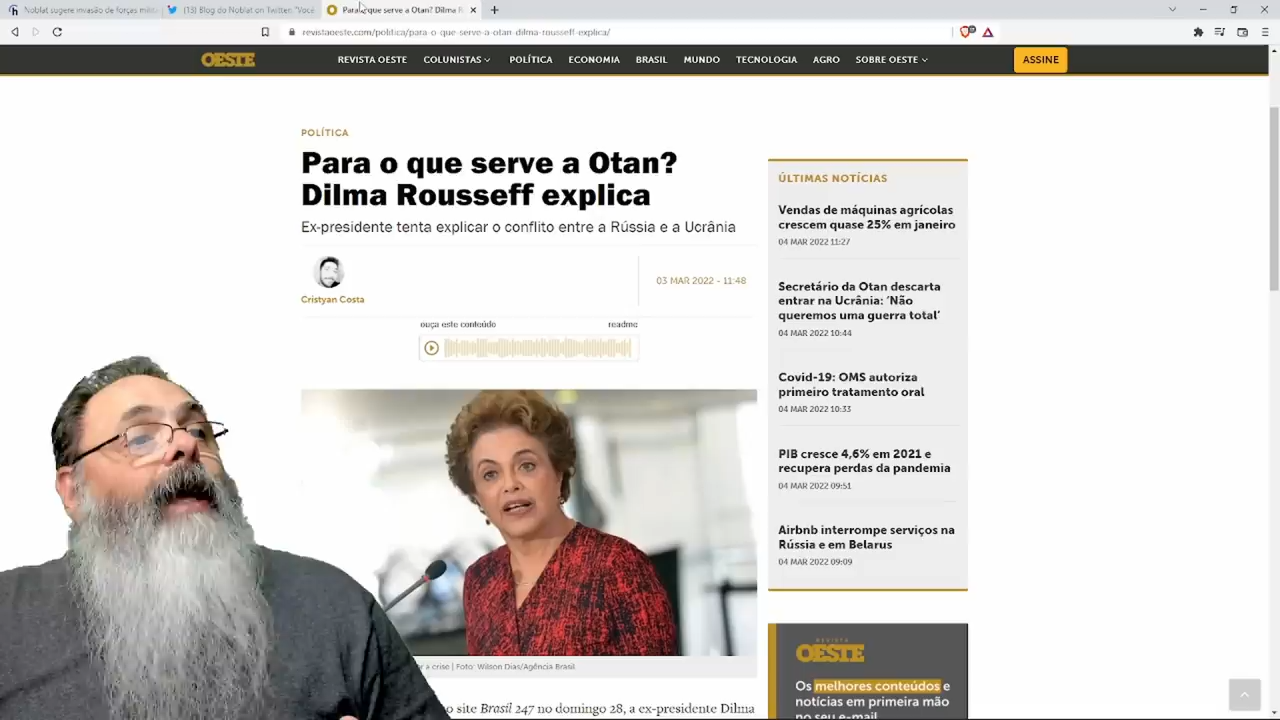 Noblat sugere invasão de forças milit
(13) Blog do Noblat on Twitter: "Você
Para o que serve a Otan? Dilma R
revistaoeste.com/politica/para-o-que-serve-a-otan-dilma-rousseff-explica/
OESTE
REVISTA OESTE
COLUNISTAS
POLÍTICA
ECONOMIA
BRASIL
MUNDO
TECNOLOGIA
AGRO
SOBRE OESTE
ASSINE
POLÍTICA
Para o que serve a Otan?
Dilma Rousseff explica
Ex-presidente tenta explicar o conflito entre a Rússia e a Ucrânia
Cristyan Costa
03 MAR 2022 - 11:48
ouça este conteúdo
readme
r a crise | Foto: Wilson Dias/Agência Brasil
o site Brasil 247 no domingo 28, a ex-presidente Dilma
ÚLTIMAS NOTÍCIAS
Vendas de máquinas agrícolas
crescem quase 25% em janeiro
04 MAR 2022 11:27
Secretário da Otan descarta
entrar na Ucrânia: ‘Não
queremos uma guerra total’
04 MAR 2022 10:44
Covid-19: OMS autoriza
primeiro tratamento oral
04 MAR 2022 10:33
PIB cresce 4,6% em 2021 e
recupera perdas da pandemia
04 MAR 2022 09:51
Airbnb interrompe serviços na
Rússia e em Belarus
04 MAR 2022 09:09
REVISTA
OESTE
Os melhores conteúdos e
notícias em primeira mão
no seu e-mail